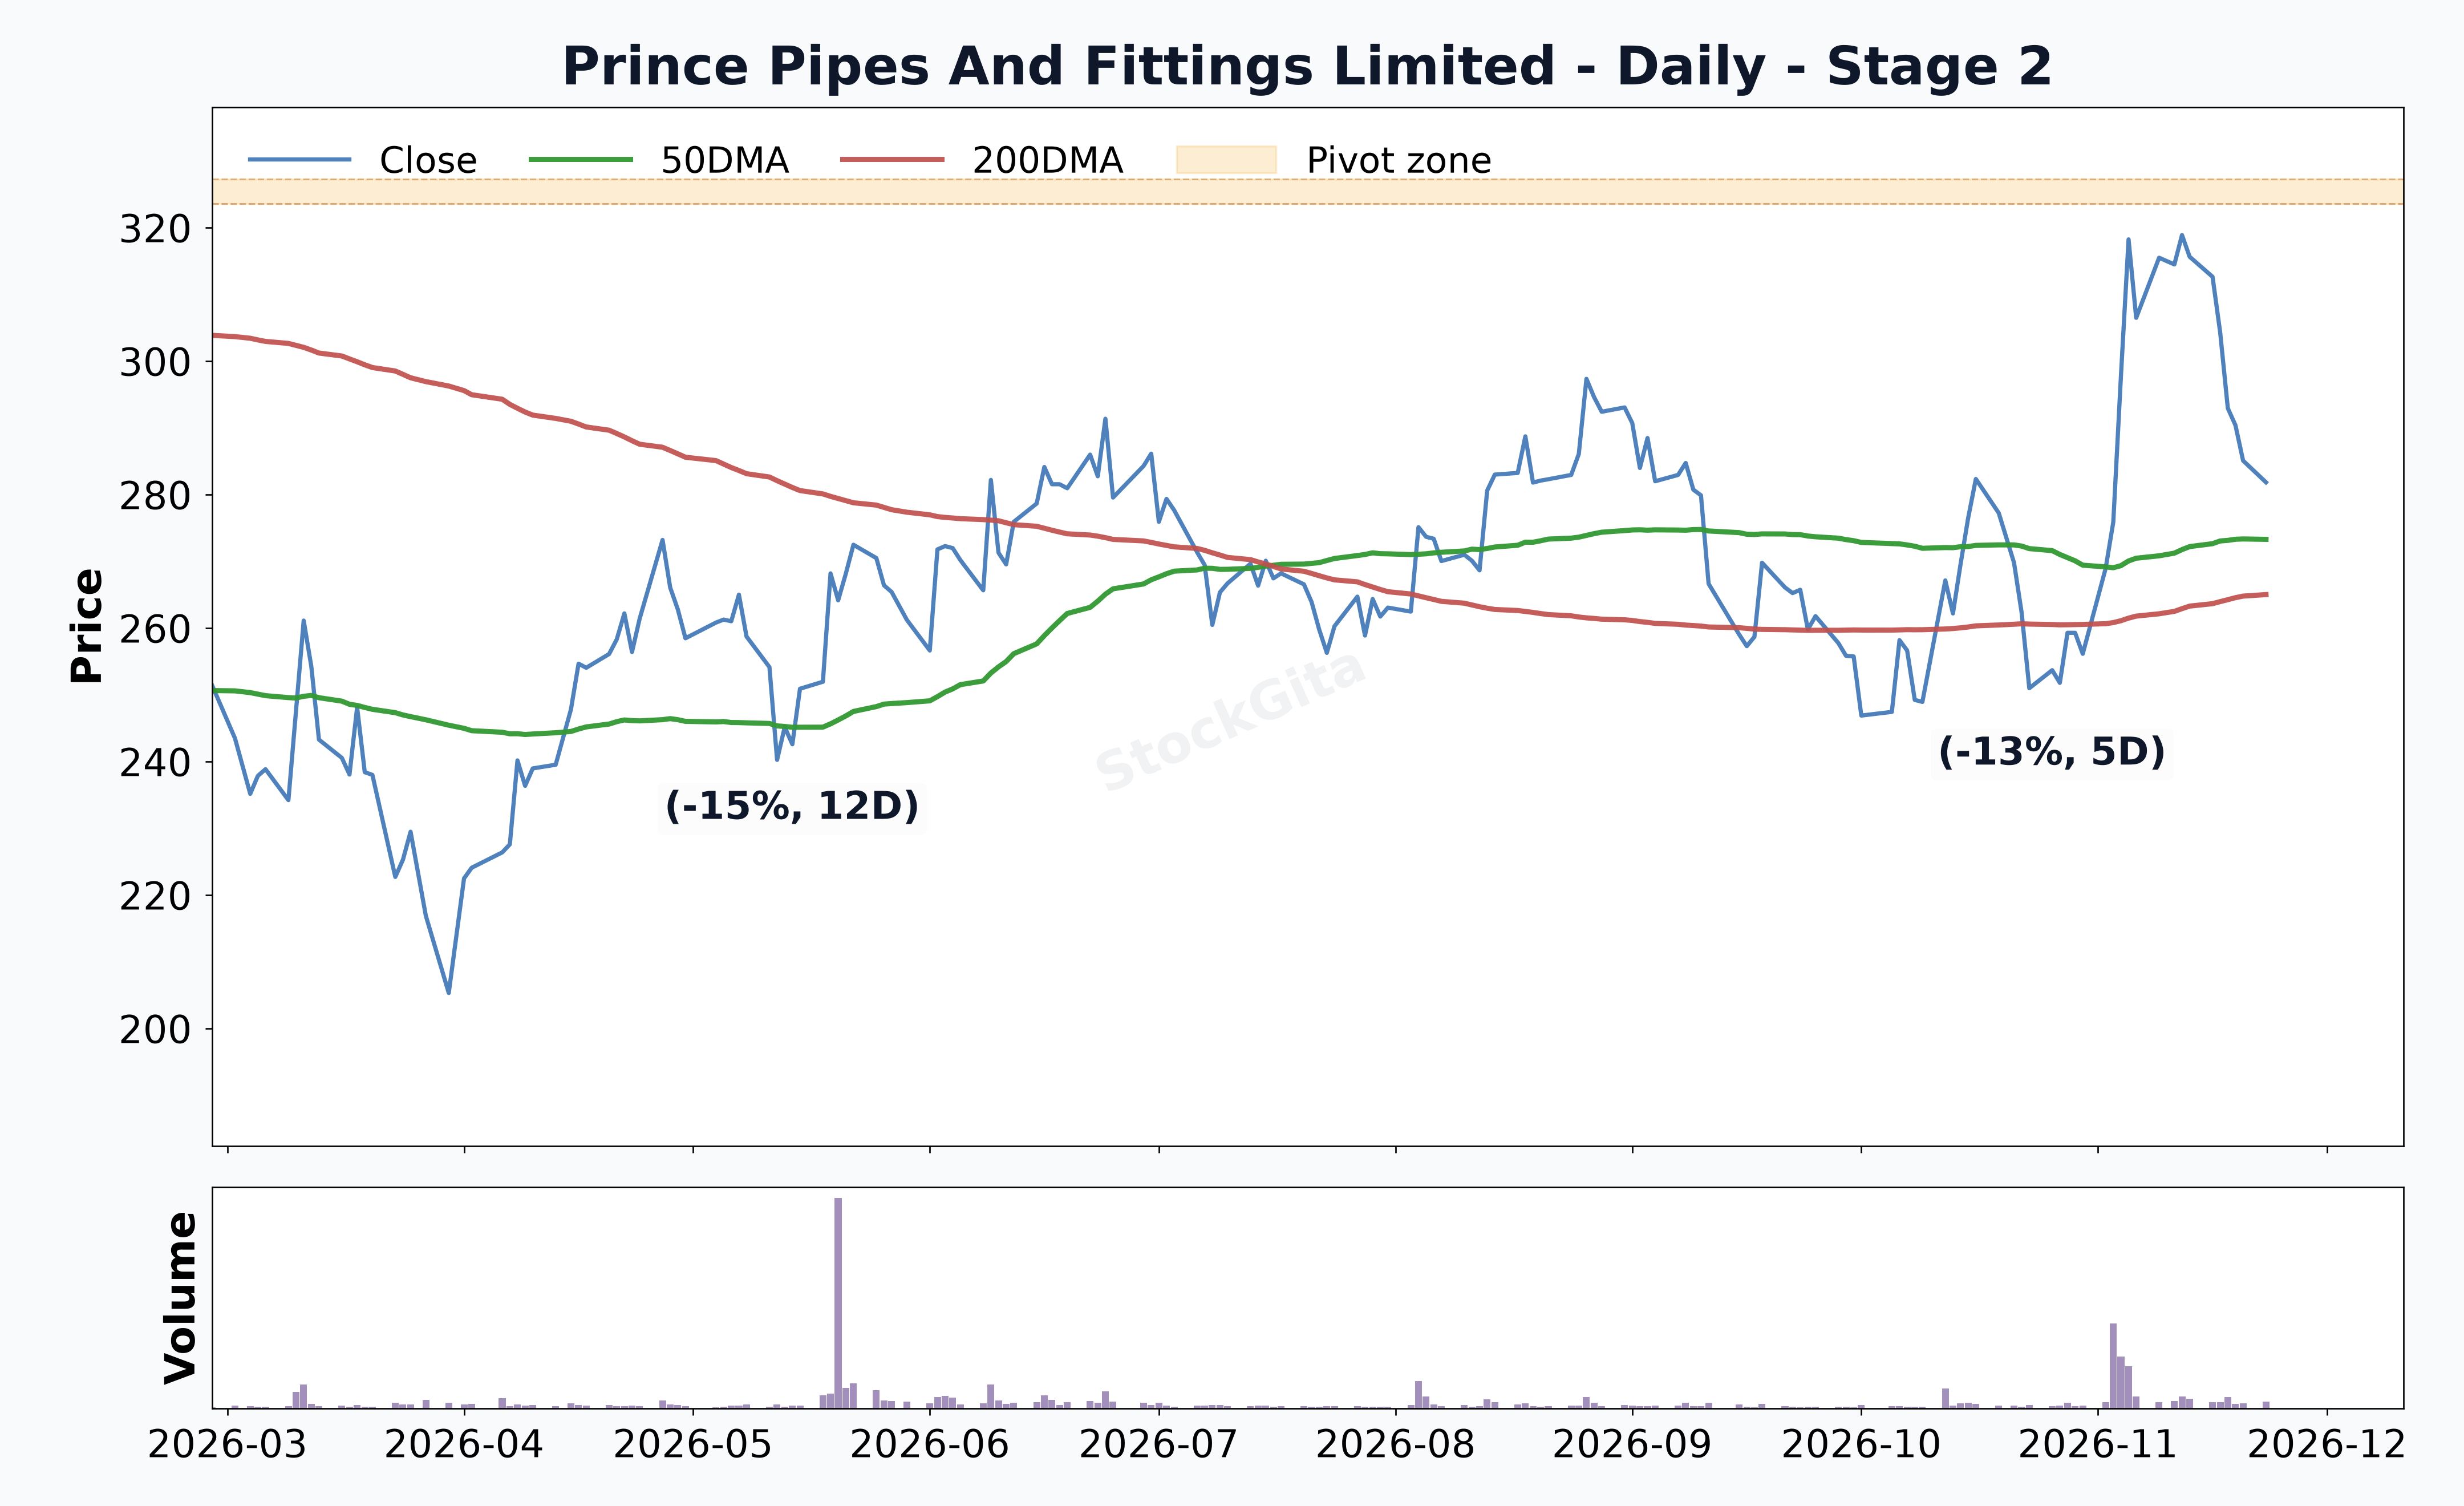 Prince Pipes And Fittings Limited - Daily - Stage 2
Close 50DMA 200DMA Pivot zone
320
300
280
260
240
220
200
Price
(-15%, 12D)
(-13%, 5D)
StockGita
Volume
2026-03 2026-04 2026-05 2026-06 2026-07 2026-08 2026-09 2026-10 2026-11 2026-12